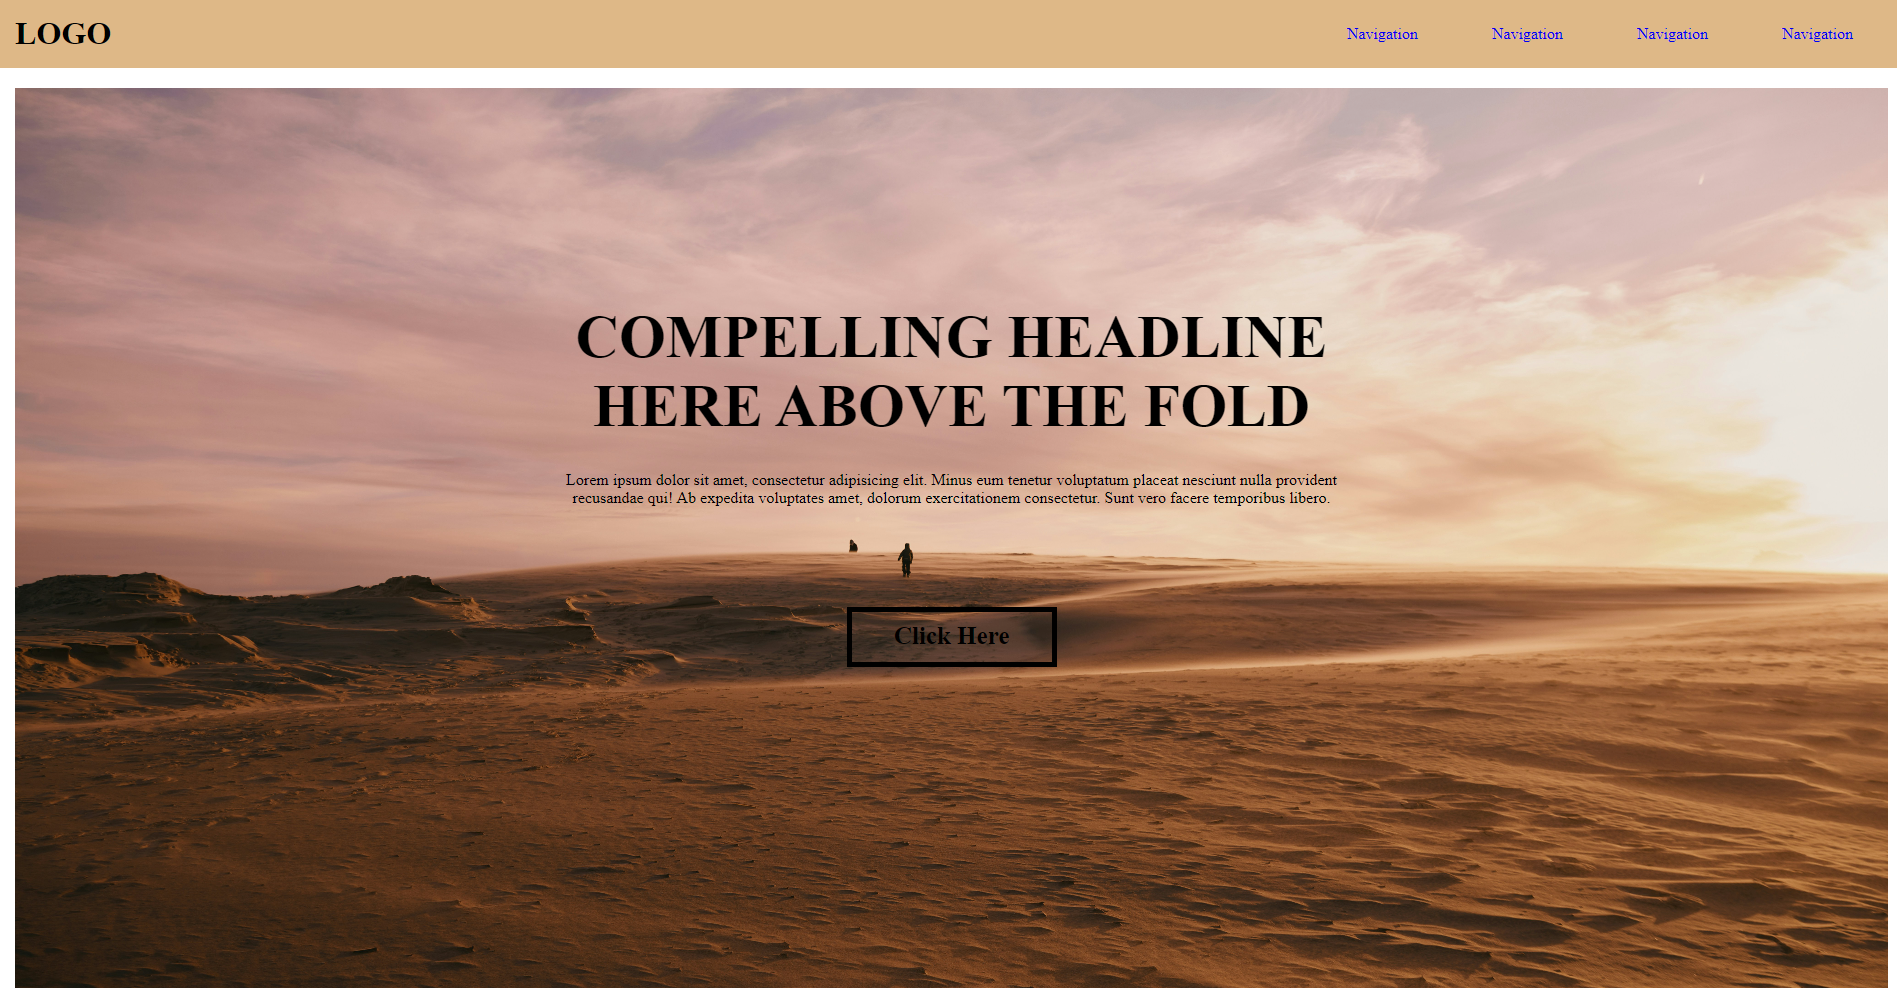 LOGO
Navigation Navigation Navigation Navigation
COMPELLING HEADLINE
HERE ABOVE THE FOLD
Lorem ipsum dolor sit amet, consectetur adipisicing elit. Minus eum tenetur voluptatum placeat nesciunt nulla provident
recusandae qui! Ab expedita voluptates amet, dolorum exercitationem consectetur. Sunt vero facere temporibus libero.
Click Here